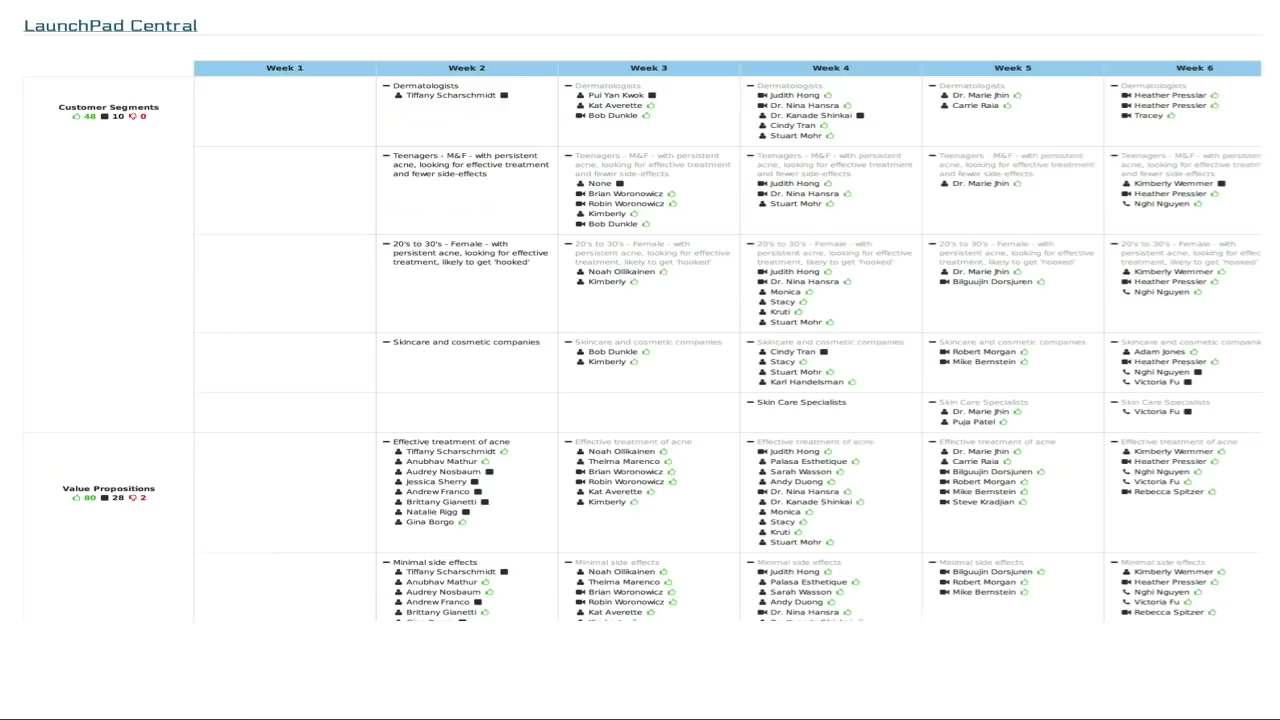 LaunchPad Central
Week 1
Week 2
Week 3
Week 4
Week 5
Week 6
Customer Segments
48 10 0
Dermatologists
Tiffany Scharschmidt
Dermatologists
Pui Yan Kwok
Kat Averette
Bob Dunkle
Dermatologists
Judith Hong
Dr. Nina Hansra
Dr. Kanade Shinkai
Cindy Tran
Stuart Mohr
Dermatologists
Dr. Marie Jhin
Carrie Raia
Dermatologists
Heather Pressler
Heather Pressler
Tracey
Teenagers - M&F - with persistent
acne, looking for effective treatment
and fewer side-effects
Teenagers - M&F - with persistent
acne, looking for effective treatment
and fewer side-effects
None
Brian Woronowicz
Robin Woronowicz
Kimberly
Bob Dunkle
Teenagers - M&F - with persistent
acne, looking for effective treatment
and fewer side-effects
Judith Hong
Dr. Nina Hansra
Stuart Mohr
Teenagers - M&F - with persistent
acne, looking for effective treatment
and fewer side-effects
Dr. Marie Jhin
Teenagers - M&F - with persisten
acne, looking for effective treatm
and fewer side-effects
Kimberly Wemmer
Heather Pressler
Nghi Nguyen
20's to 30's - Female - with
persistent acne, looking for effective
treatment, likely to get 'hooked'
20's to 30's - Female - with
persistent acne, looking for effective
treatment, likely to get 'hooked'
Noah Ollikainen
Kimberly
20's to 30's - Female - with
persistent acne, looking for effective
treatment, likely to get 'hooked'
Judith Hong
Dr. Nina Hansra
Monica
Stacy
Kruti
Stuart Mohr
20's to 30's - Female - with
persistent acne, looking for effective
treatment, likely to get 'hooked'
Dr. Marie Jhin
Bilguujin Dorsjuren
20's to 30's - Female - with
persistent acne, looking for effec
treatment, likely to get 'hooked'
Kimberly Wemmer
Heather Pressler
Nghi Nguyen
Skincare and cosmetic companies
Skincare and cosmetic companies
Bob Dunkle
Kimberly
Skincare and cosmetic companies
Cindy Tran
Stacy
Stuart Mohr
Karl Handelsman
Skincare and cosmetic companies
Robert Morgan
Mike Bernstein
Skincare and cosmetic companie
Adam Jones
Heather Pressler
Nghi Nguyen
Victoria Fu
Skin Care Specialists
Skin Care Specialists
Dr. Marie Jhin
Puja Patel
Skin Care Specialists
Victoria Fu
Value Propositions
80 28 2
Effective treatment of acne
Tiffany Scharschmidt
Anubhav Mathur
Audrey Nosbaum
Jessica Sherry
Andrew Franco
Brittany Gianetti
Natalie Rigg
Gina Borgo
Effective treatment of acne
Noah Ollikainen
Thelma Marenco
Brian Woronowicz
Robin Woronowicz
Kat Averette
Kimberly
Effective treatment of acne
Judith Hong
Palasa Esthetique
Sarah Wasson
Andy Duong
Dr. Nina Hansra
Dr. Kanade Shinkai
Monica
Stacy
Kruti
Stuart Mohr
Effective treatment of acne
Dr. Marie Jhin
Carrie Raia
Bilguujin Dorsjuren
Robert Morgan
Mike Bernstein
Steve Kradjian
Effective treatment of acne
Kimberly Wemmer
Heather Pressler
Nghi Nguyen
Victoria Fu
Rebecca Spitzer
Minimal side effects
Tiffany Scharschmidt
Anubhav Mathur
Audrey Nosbaum
Andrew Franco
Brittany Gianetti
Minimal side effects
Noah Ollikainen
Thelma Marenco
Brian Woronowicz
Robin Woronowicz
Kat Averette
Minimal side effects
Judith Hong
Palasa Esthetique
Sarah Wasson
Andy Duong
Dr. Nina Hansra
Minimal side effects
Bilguujin Dorsjuren
Robert Morgan
Mike Bernstein
Minimal side effects
Kimberly Wemmer
Heather Pressler
Nghi Nguyen
Victoria Fu
Rebecca Spitzer